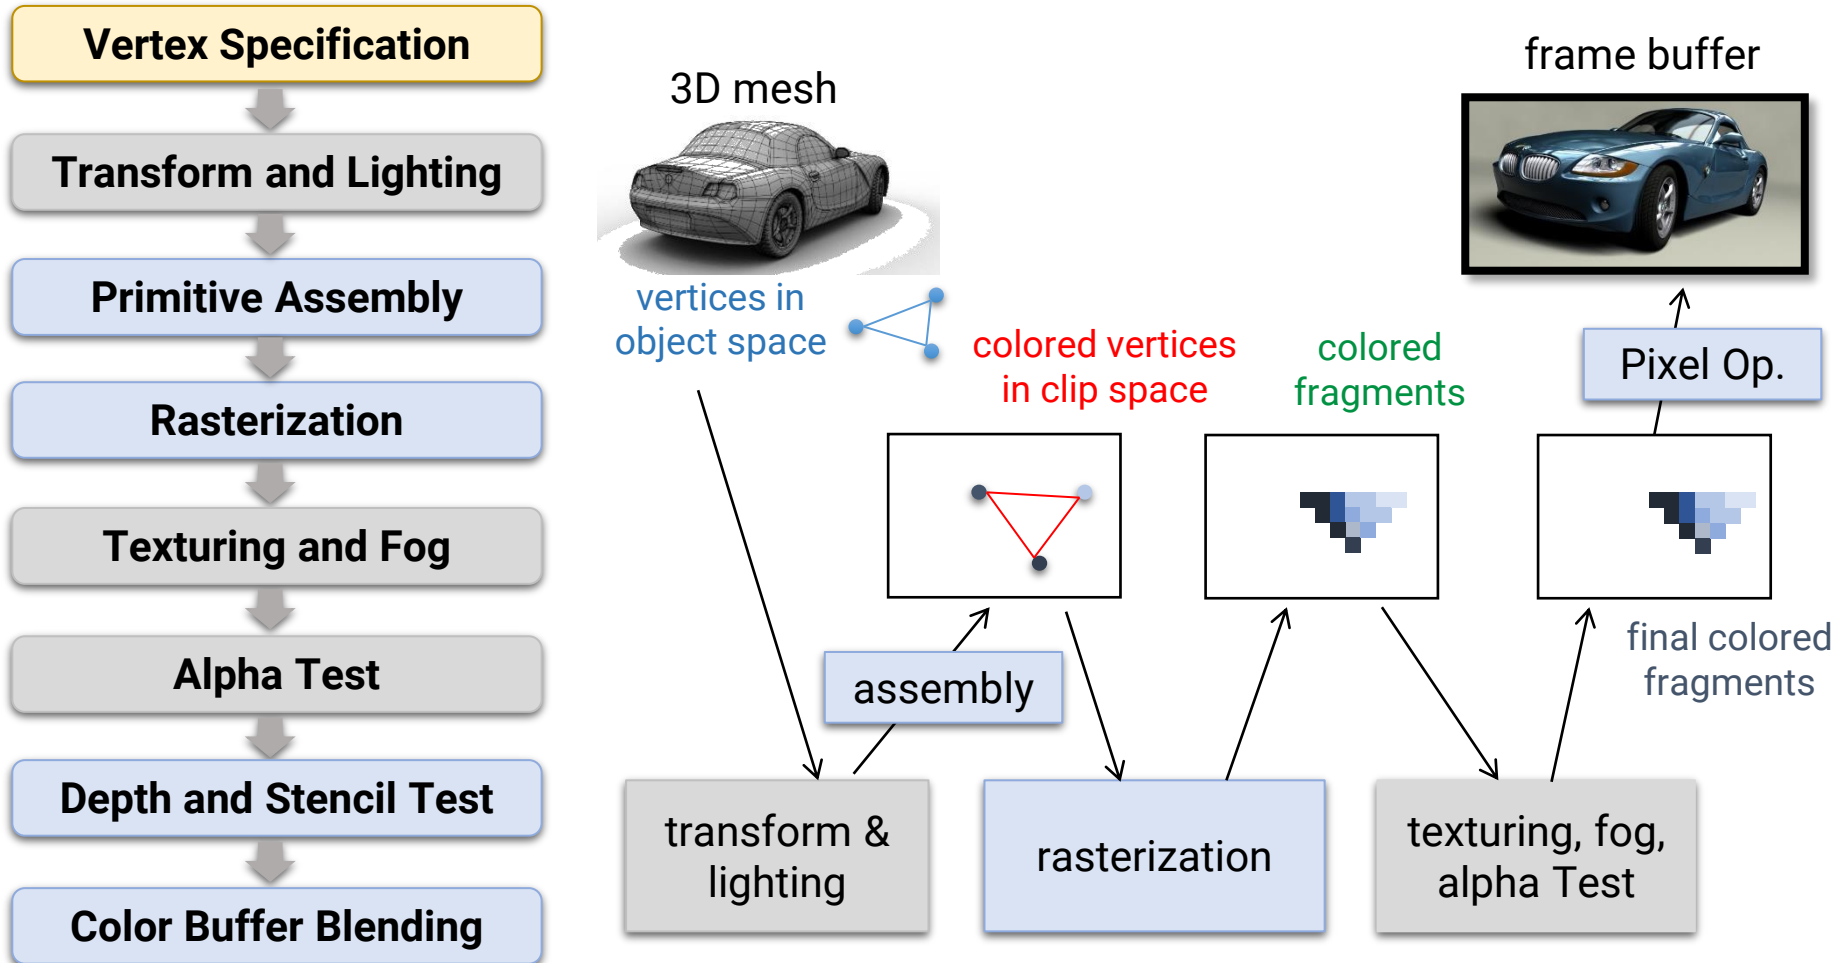 Vertex Specification
Transform and Lighting
Primitive Assembly
Rasterization
Texturing and Fog
Alpha Test
Depth and Stencil Test
Color Buffer Blending
3D mesh
vertices in
object space
colored vertices
in clip space
colored
fragments
frame buffer
Pixel Op.
final colored
fragments
assembly
transform &
lighting
rasterization
texturing, fog,
alpha Test